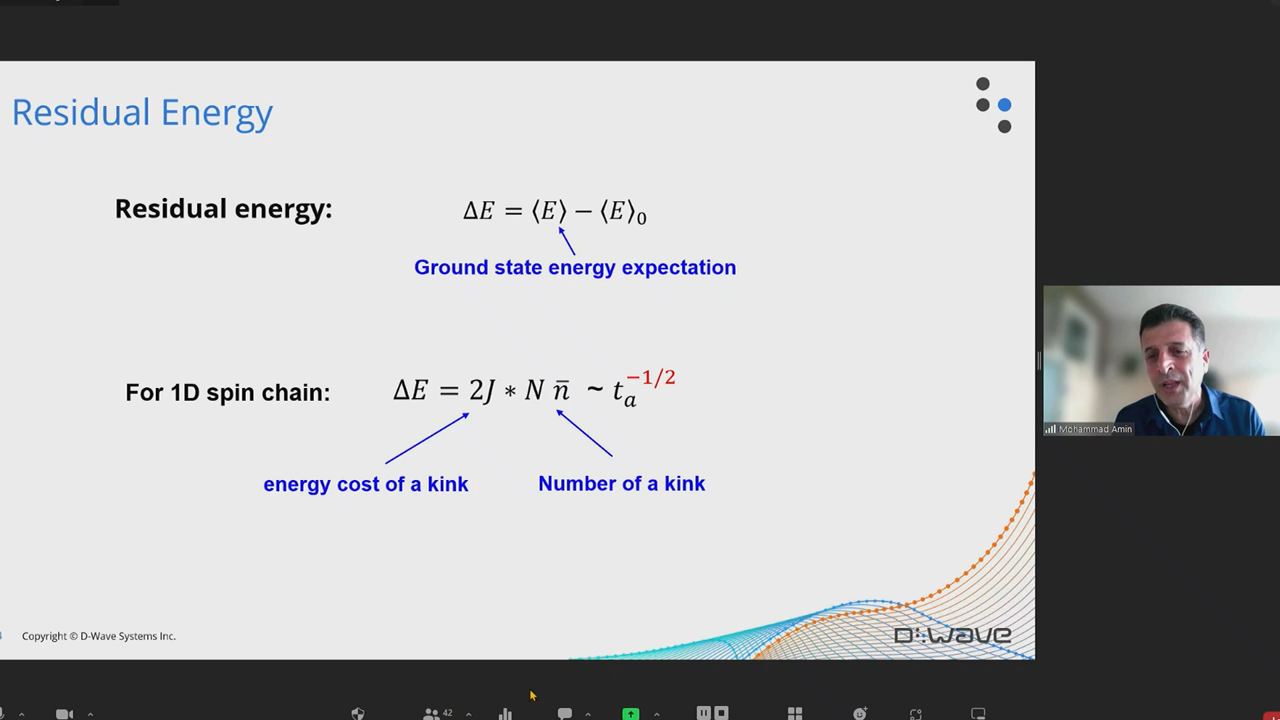 Residual Energy
Residual energy: ΔE = ⟨E⟩ − ⟨E⟩₀
Ground state energy expectation
For 1D spin chain: ΔE = 2J ∗ N n̄ ~ tₐ^−1/2
energy cost of a kink
Number of a kink
Mohammad Amin
Copyright © D-Wave Systems Inc.
D:wave
42